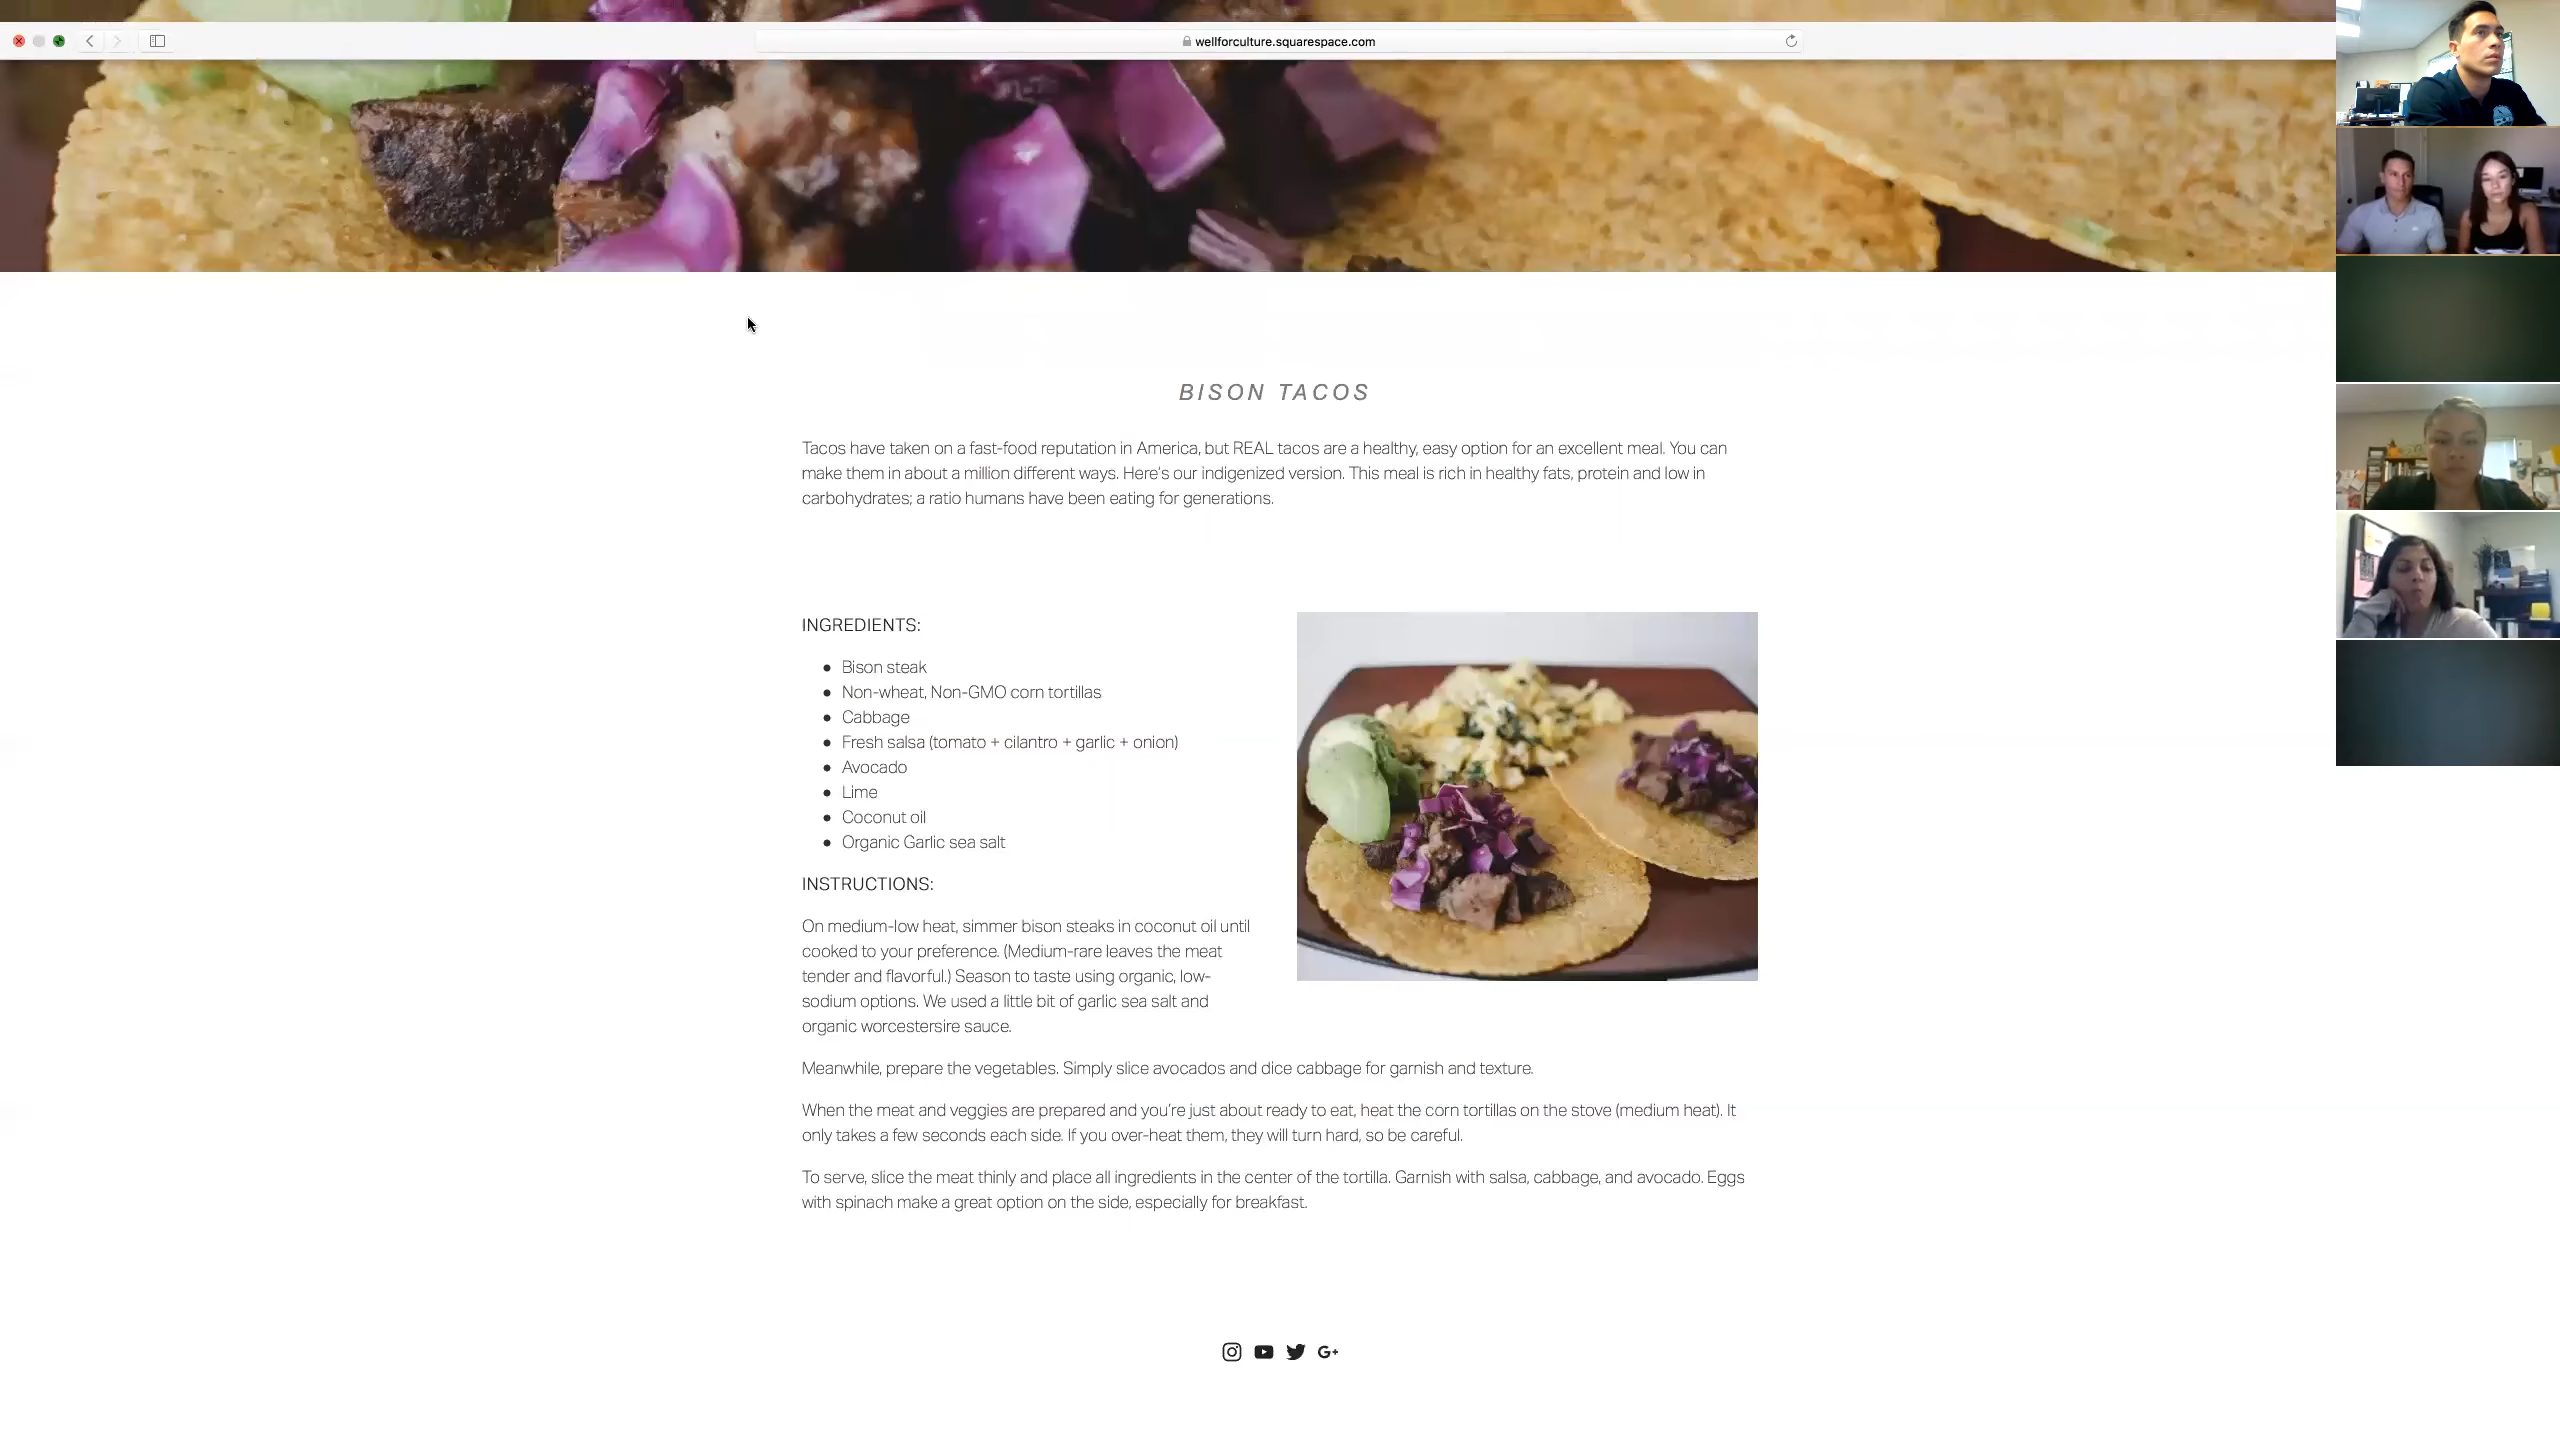 wellforculture.squarespace.com
BISON TACOS
Tacos have taken on a fast-food reputation in America, but REAL tacos are a healthy, easy option for an excellent meal. You can
make them in about a million different ways. Here's our indigenized version. This meal is rich in healthy fats, protein and low in
carbohydrates; a ratio humans have been eating for generations.
INGREDIENTS:
Bison steak
Non-wheat, Non-GMO corn tortillas
Cabbage
Fresh salsa (tomato + cilantro + garlic + onion)
Avocado
Lime
Coconut oil
Organic Garlic sea salt
INSTRUCTIONS:
On medium-low heat, simmer bison steaks in coconut oil until
cooked to your preference. (Medium-rare leaves the meat
tender and flavorful.) Season to taste using organic, low-
sodium options. We used a little bit of garlic sea salt and
organic worcestersire sauce.
Meanwhile, prepare the vegetables. Simply slice avocados and dice cabbage for garnish and texture.
When the meat and veggies are prepared and you're just about ready to eat, heat the corn tortillas on the stove (medium heat). It
only takes a few seconds each side. If you over-heat them, they will turn hard, so be careful.
To serve, slice the meat thinly and place all ingredients in the center of the tortilla. Garnish with salsa, cabbage, and avocado. Eggs
with spinach make a great option on the side, especially for breakfast.
G+